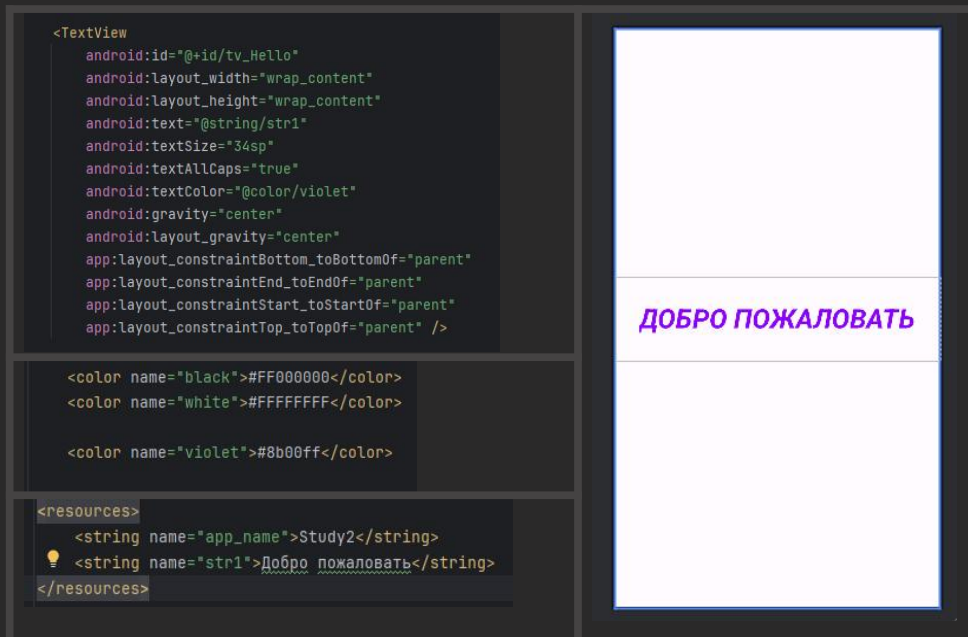 <TextView
android:id="@+id/tv_Hello"
android:layout_width="wrap_content"
android:layout_height="wrap_content"
android:text="@string/str1"
android:textSize="34sp"
android:textAllCaps="true"
android:textColor="@color/violet"
android:gravity="center"
android:layout_gravity="center"
app:layout_constraintBottom_toBottomOf="parent"
app:layout_constraintEnd_toEndOf="parent"
app:layout_constraintStart_toStartOf="parent"
app:layout_constraintTop_toTopOf="parent" />
<color name="black">#FF000000</color>
<color name="white">#FFFFFFFF</color>
<color name="violet">#8b00ff</color>
<resources>
<string name="app_name">Study2</string>
<string name="str1">Добро пожаловать</string>
</resources>
ДОБРО ПОЖАЛОВАТЬ